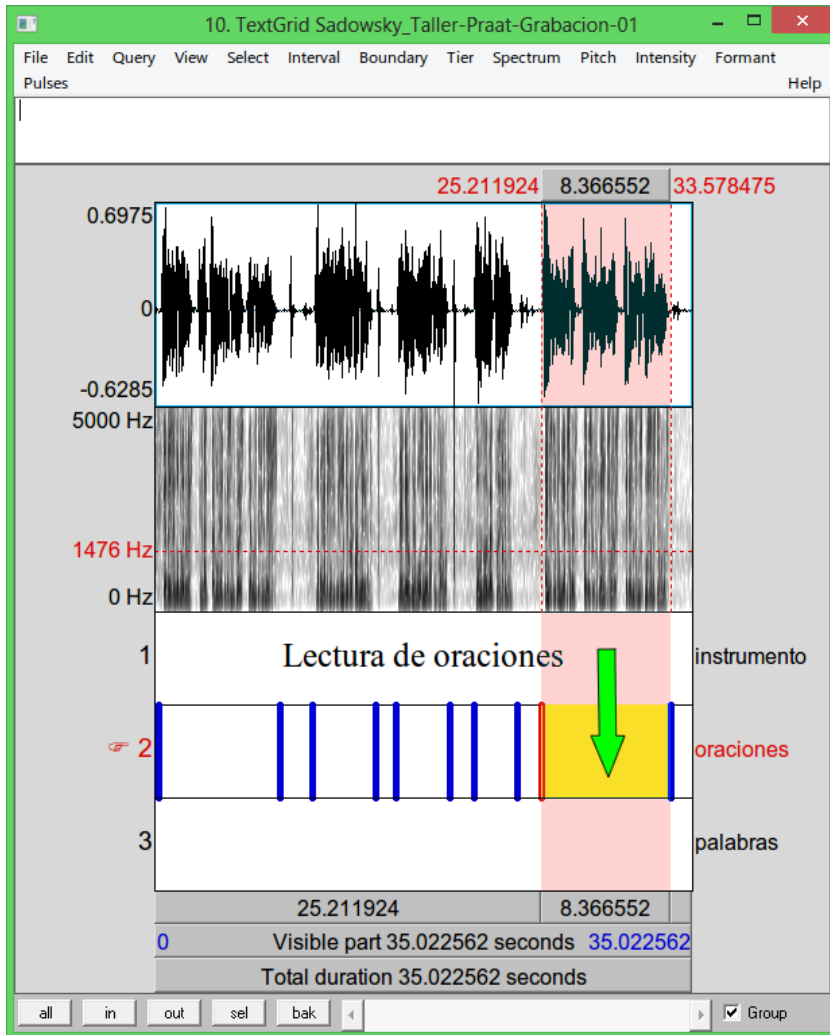 10. TextGrid Sadowsky_Taller-Praat-Grabacion-01
File Edit Query View Select Interval Boundary Tier Spectrum Pitch Intensity Formant
Pulses Help
25.211924 8.366552 33.578475
0.6975
0
-0.6285
5000 Hz
1476 Hz
0 Hz
1 Lectura de oraciones instrumento
2 oraciones
3 palabras
25.211924 8.366552
0 Visible part 35.022562 seconds 35.022562
Total duration 35.022562 seconds
all in out sel bak Group